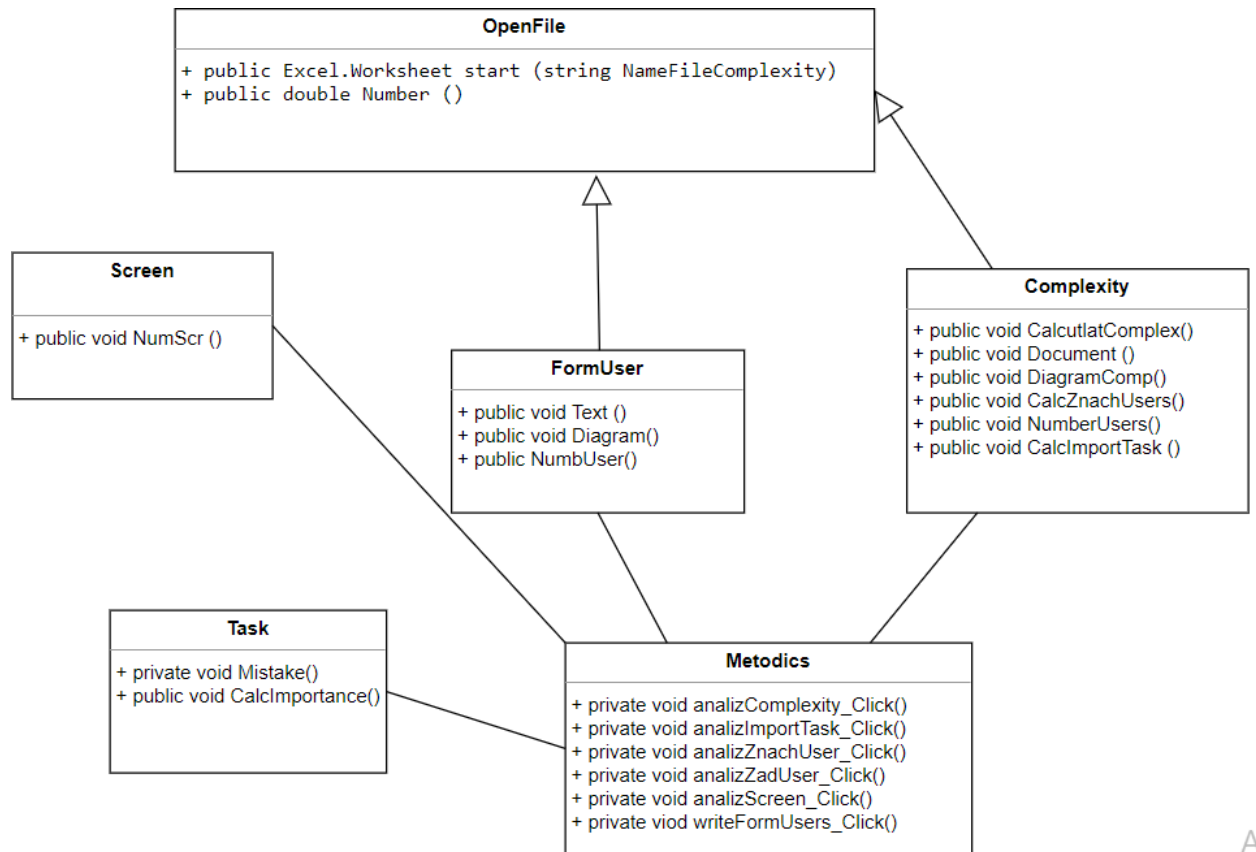 OpenFile
+ public Excel.Worksheet start (string NameFileComplexity)
+ public double Number ()
Screen
+ public void NumScr ()
FormUser
+ public void Text ()
+ public void Diagram()
+ public NumbUser()
Complexity
+ public void CalcutlatComplex()
+ public void Document ()
+ public void DiagramComp()
+ public void CalcZnachUsers()
+ public void NumberUsers()
+ public void CalcImportTask ()
Task
+ private void Mistake()
+ public void CalcImportance()
Metodics
+ private void analizComplexity_Click()
+ private void analizImportTask_Click()
+ private void analizZnachUser_Click()
+ private void analizZadUser_Click()
+ private void analizScreen_Click()
+ private viod writeFormUsers_Click()